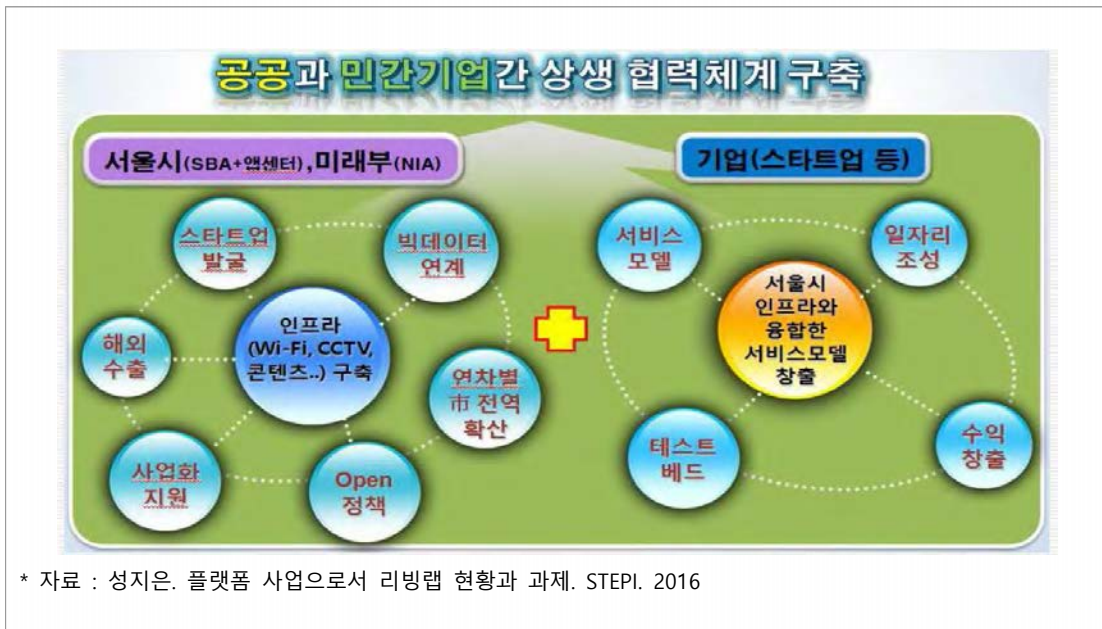 공공과 민간기업간 상생 협력체계 구축
서울시(SBA+앱센터),미래부(NIA)
스타트업
발굴
빅데이터
연계
인프라
(Wi-Fi, CCTV,
콘텐츠..) 구축
해외
수출
연차별
市 전역
확산
사업화
지원
Open
정책
기업(스타트업 등)
서비스
모델
일자리
조성
서울시
인프라와
융합한
서비스모델
창출
테스트
베드
수익
창출
* 자료 : 성지은. 플랫폼 사업으로서 리빙랩 현황과 과제. STEPI. 2016